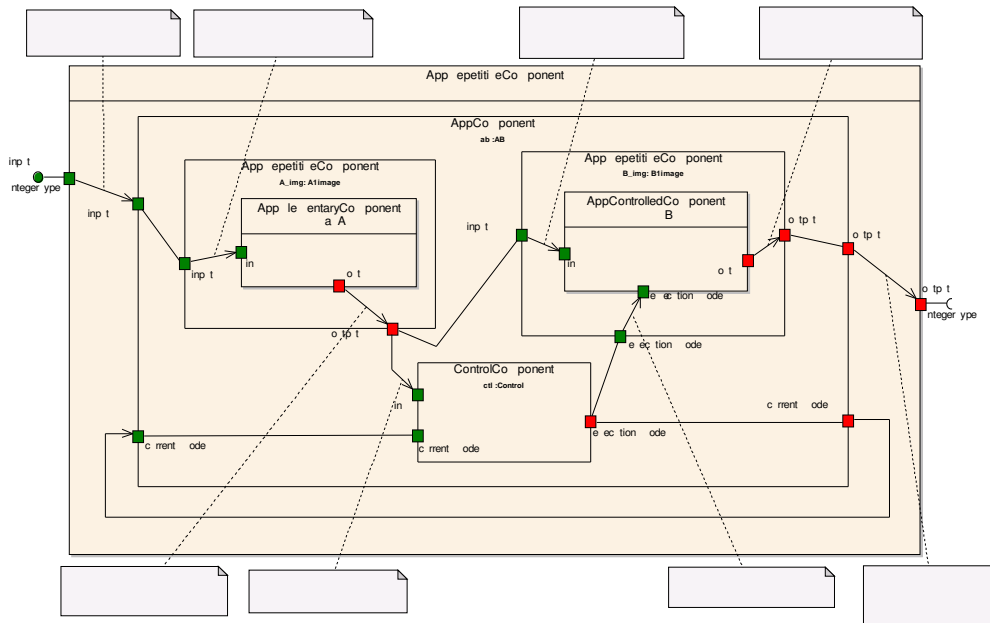 App epetiti eCo ponent
AppCo ponent
ab :AB
App epetiti eCo ponent
A_img: A1image
App le entaryCo ponent
a A
App epetiti eCo ponent
B_img: B1image
AppControlledCo ponent
B
inp t
nteger ype
inp t
inp t
in
o t
o tp t
inp t
in
o t
o tp t
o tp t
o tp t
nteger ype
e ec tion ode
e ec tion ode
ControlCo ponent
ctl :Control
in
c rrent ode
c rrent ode
e ec tion ode
c rrent ode